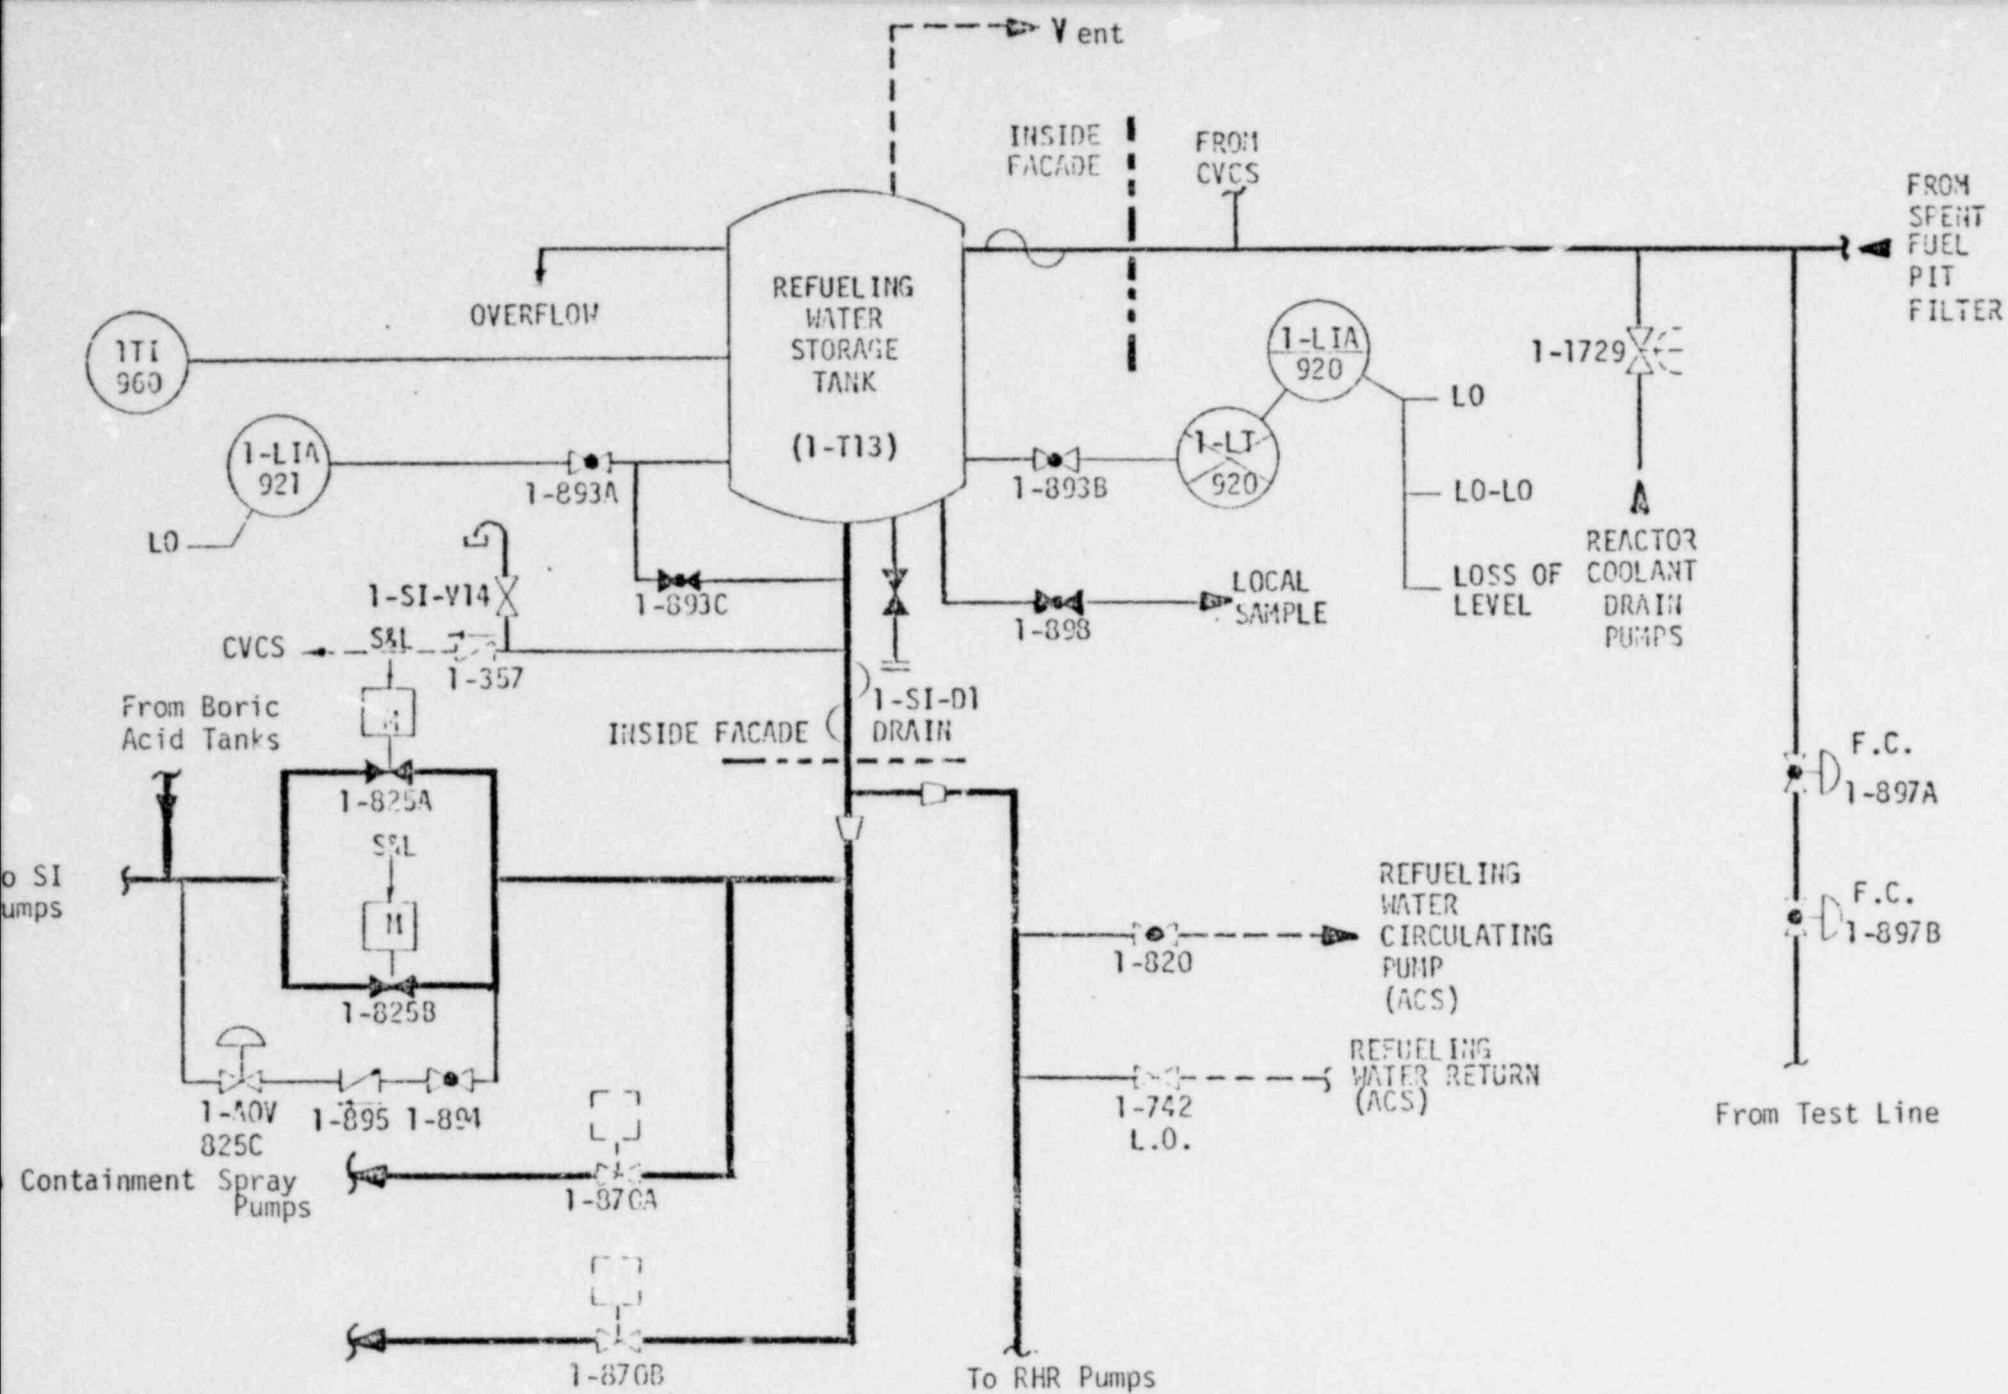 Vent
INSIDE
FACADE
FROM
CVCS
FROM
SPENT
FUEL
PIT
FILTER
OVERFLOW
REFUELING
WATER
STORAGE
TANK
(1-T13)
1TI
960
1-LIA
920
1-1729
LO
1-LIA
921
1-893A
1-893B
1-LT
920
LO-LO
LO
REACTOR
COOLANT
DRAIN
PUMPS
LOSS OF
LEVEL
1-SI-V14
1-893C
LOCAL
SAMPLE
1-898
CVCS
S&L
1-357
1-SI-D1
DRAIN
From Boric
Acid Tanks
M
INSIDE FACADE
F.C.
1-897A
1-825A
S&L
o SI
umps
M
1-825B
REFUELING
WATER
CIRCULATING
PUMP
(ACS)
1-820
F.C.
1-897B
REFUELING
WATER RETURN
(ACS)
1-742
L.O.
1-AOV
825C
1-895
1-894
From Test Line
Containment Spray
Pumps
1-870A
1-870B
To RHR Pumps